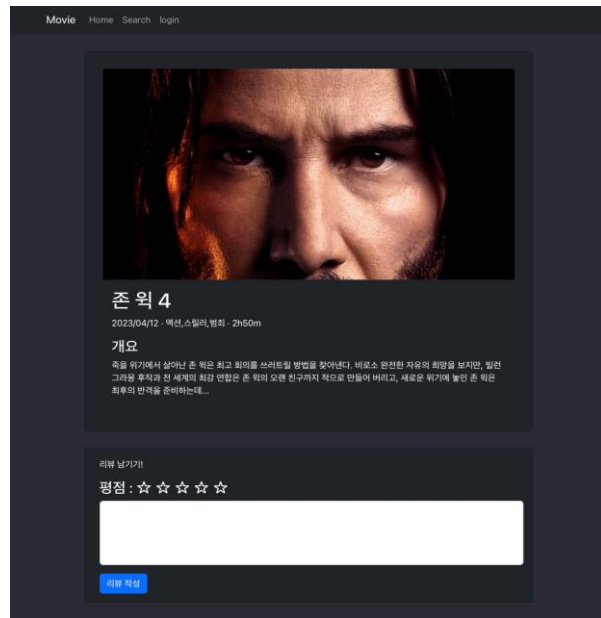 Movie Home Search login
존 윅 4
2023/04/12 · 액션,스릴러,범죄 · 2h50m
개요
죽을 위기에서 살아난 존 윅은 최고 회의를 쓰러트릴 방법을 찾아낸다. 비로소 완전한 자유의 희망을 보지만, 빌런
그라몽 후작과 전 세계의 최강 연합은 존 윅의 오랜 친구까지 적으로 만들어 버리고, 새로운 위기에 놓인 존 윅은
최후의 반격을 준비하는데...
리뷰 남기기!
평점 : ☆ ☆ ☆ ☆ ☆
리뷰 작성